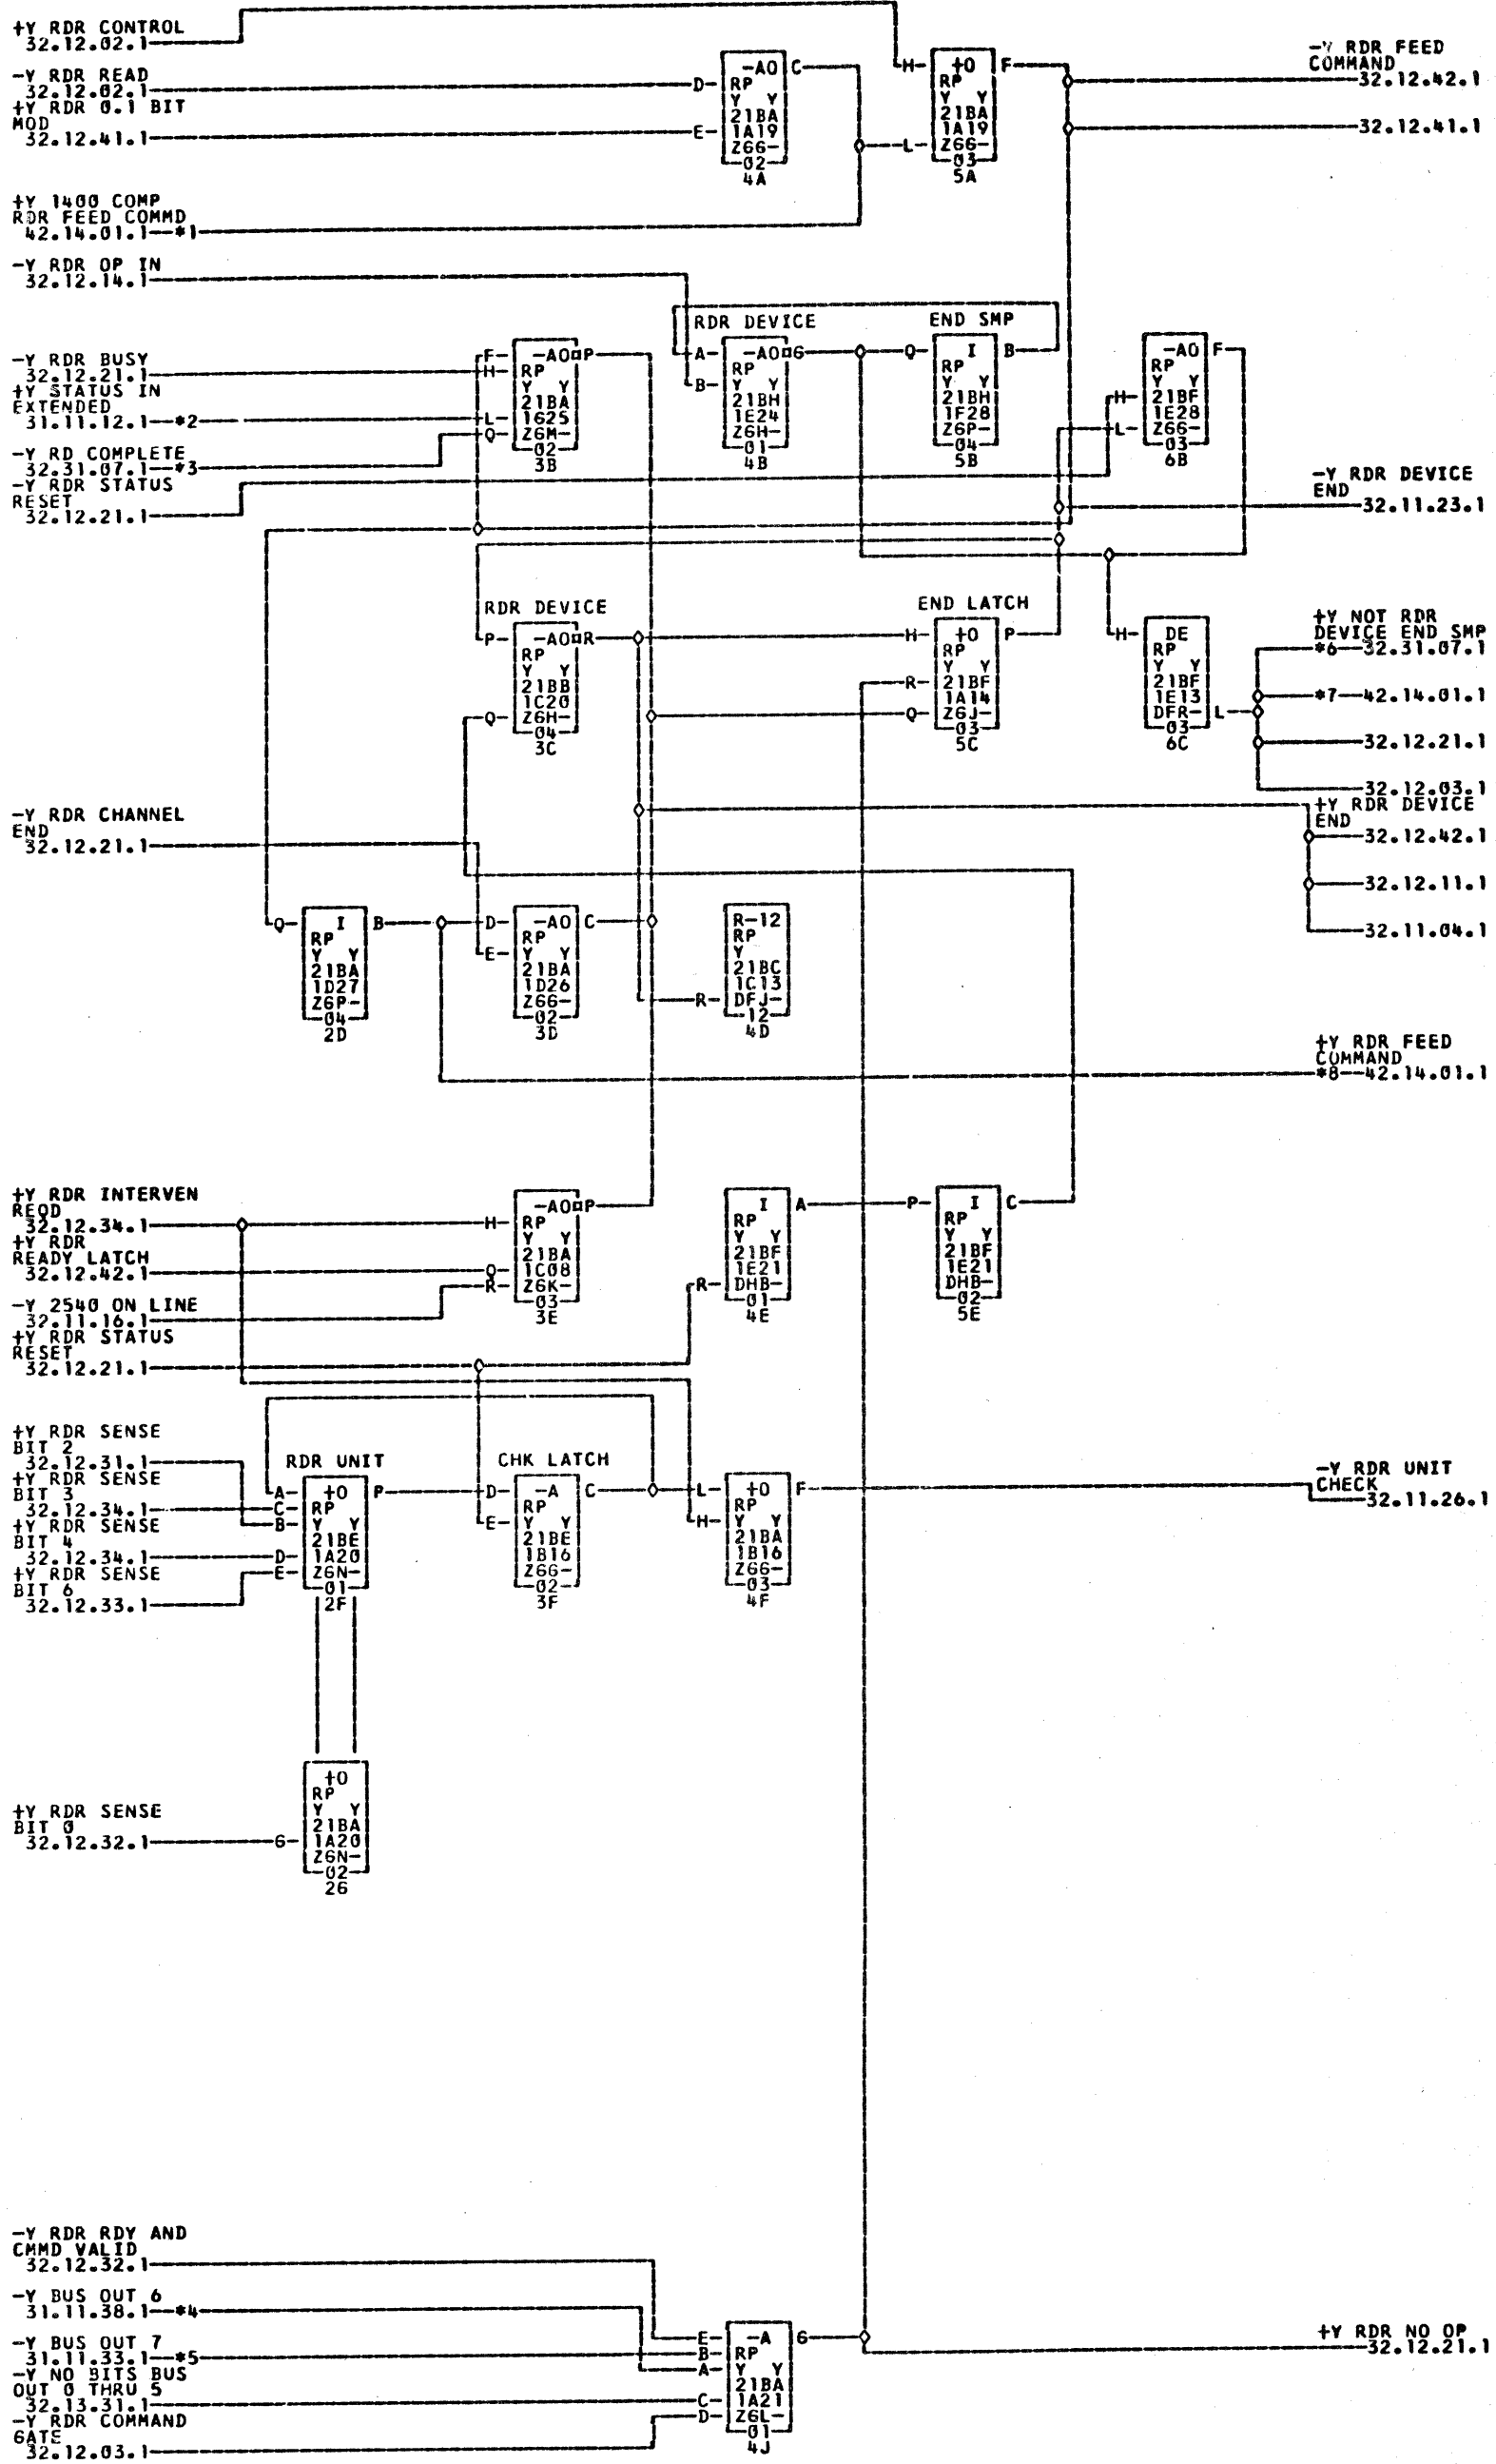 +Y RDR CONTROL
32.12.02.1
-Y RDR READ
32.12.02.1
+Y RDR 0.1 BIT
MOD
32.12.41.1
+Y 1400 COMP
RDR FEED COMMD
42.14.01.1—*1
-Y RDR OP IN
32.12.14.1
-Y RDR BUSY
32.12.21.1
+Y STATUS IN
EXTENDED
31.11.12.1—*2
-Y RD COMPLETE
32.31.07.1—*3
-Y RDR STATUS
RESET
32.12.21.1
-Y RDR CHANNEL
END
32.12.21.1
+Y RDR INTERVEN
REQD
32.12.34.1
+Y RDR
READY LATCH
32.12.42.1
-Y 2540 ON LINE
32.11.16.1
+Y RDR STATUS
RESET
32.12.21.1
+Y RDR SENSE
BIT 2
32.12.31.1
+Y RDR SENSE
BIT 3
32.12.34.1
+Y RDR SENSE
BIT 4
32.12.34.1
+Y RDR SENSE
BIT 6
32.12.33.1
+Y RDR SENSE
BIT 0
32.12.32.1
-Y RDR RDY AND
CMMD VALID
32.12.32.1
-Y BUS OUT 6
31.11.38.1—*4
-Y BUS OUT 7
31.11.33.1—*5
-Y NO BITS BUS
OUT 0 THRU 5
32.13.31.1
-Y RDR COMMAND
GATE
32.12.03.1
D
E
-AO C
RP
Y Y
21BA
1A19
Z66-
02
4A
H
L
+O F
RP
Y Y
21BA
1A19
Z66-
03
5A
F
H
L
Q
-AO P
RP
Y Y
21BA
1625
Z6M-
02
3B
RDR DEVICE
A
B
-AO G
RP
Y Y
21BH
1E24
Z6H-
01
4B
END SMP
Q
I B
RP
Y Y
21BH
1F28
Z6P-
04
5B
H
L
-AO F
RP
Y Y
21BF
1E28
Z66-
03
6B
RDR DEVICE
P
Q
-AO R
RP
Y Y
21BB
1C20
Z6H-
04
3C
END LATCH
H
R
Q
+O P
RP
Y Y
21BF
1A14
Z6J-
03
5C
H
DE
RP
Y Y
21BF
1E13
DFR- L
03
6C
Q
I B
RP
Y Y
21BA
1D27
Z6P-
04
2D
D
E
-AO C
RP
Y Y
21BA
1D26
Z66-
02
3D
R
R-12
RP
Y
21BC
1C13
DFJ-
12
4D
H
Q
R
-AO P
RP
Y Y
21BA
1C08
Z6K-
03
3E
R
I A
RP
Y Y
21BF
1E21
DHB-
01
4E
P
I C
RP
Y Y
21BF
1E21
DHB-
02
5E
RDR UNIT
A
C
B
D
E
+O P
RP
Y Y
21BE
1A20
Z6N-
01
2F
CHK LATCH
D
E
-A C
RP
Y Y
21BE
1B16
Z66-
02
3F
L
H
+O F
RP
Y Y
21BA
1B16
Z66-
03
4F
G
+O
RP
Y Y
21BA
1A20
Z6N-
02
26
E
B
A
C
D
-A G
RP
Y Y
21BA
1A21
Z6L-
01
4J
-Y RDR FEED
COMMAND
32.12.42.1
32.12.41.1
-Y RDR DEVICE
END
32.11.23.1
+Y NOT RDR
DEVICE END SMP
*6—32.31.07.1
*7—42.14.01.1
32.12.21.1
32.12.03.1
+Y RDR DEVICE
END
32.12.42.1
32.12.11.1
32.11.04.1
+Y RDR FEED
COMMAND
*8—42.14.01.1
-Y RDR UNIT
CHECK
32.11.26.1
+Y RDR NO OP
32.12.21.1